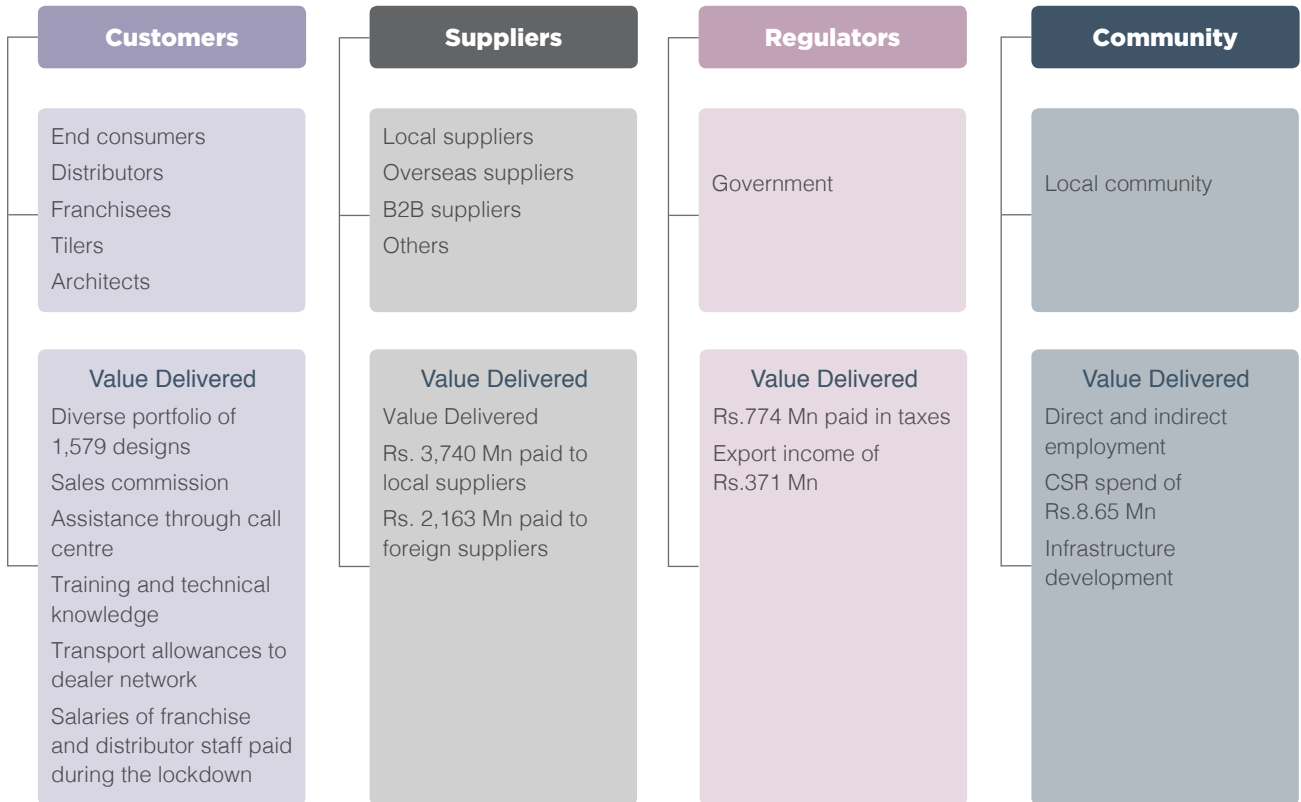 Customers
End consumers
Distributors
Franchisees
Tilers
Architects
Value Delivered
Diverse portfolio of
1,579 designs
Sales commission
Assistance through call
centre
Training and technical
knowledge
Transport allowances to
dealer network
Salaries of franchise
and distributor staff paid
during the lockdown
Suppliers
Local suppliers
Overseas suppliers
B2B suppliers
Others
Value Delivered
Value Delivered
Rs. 3,740 Mn paid to
local suppliers
Rs. 2,163 Mn paid to
foreign suppliers
Regulators
Government
Value Delivered
Rs.774 Mn paid in taxes
Export income of
Rs.371 Mn
Community
Local community
Value Delivered
Direct and indirect
employment
CSR spend of
Rs.8.65 Mn
Infrastructure
development